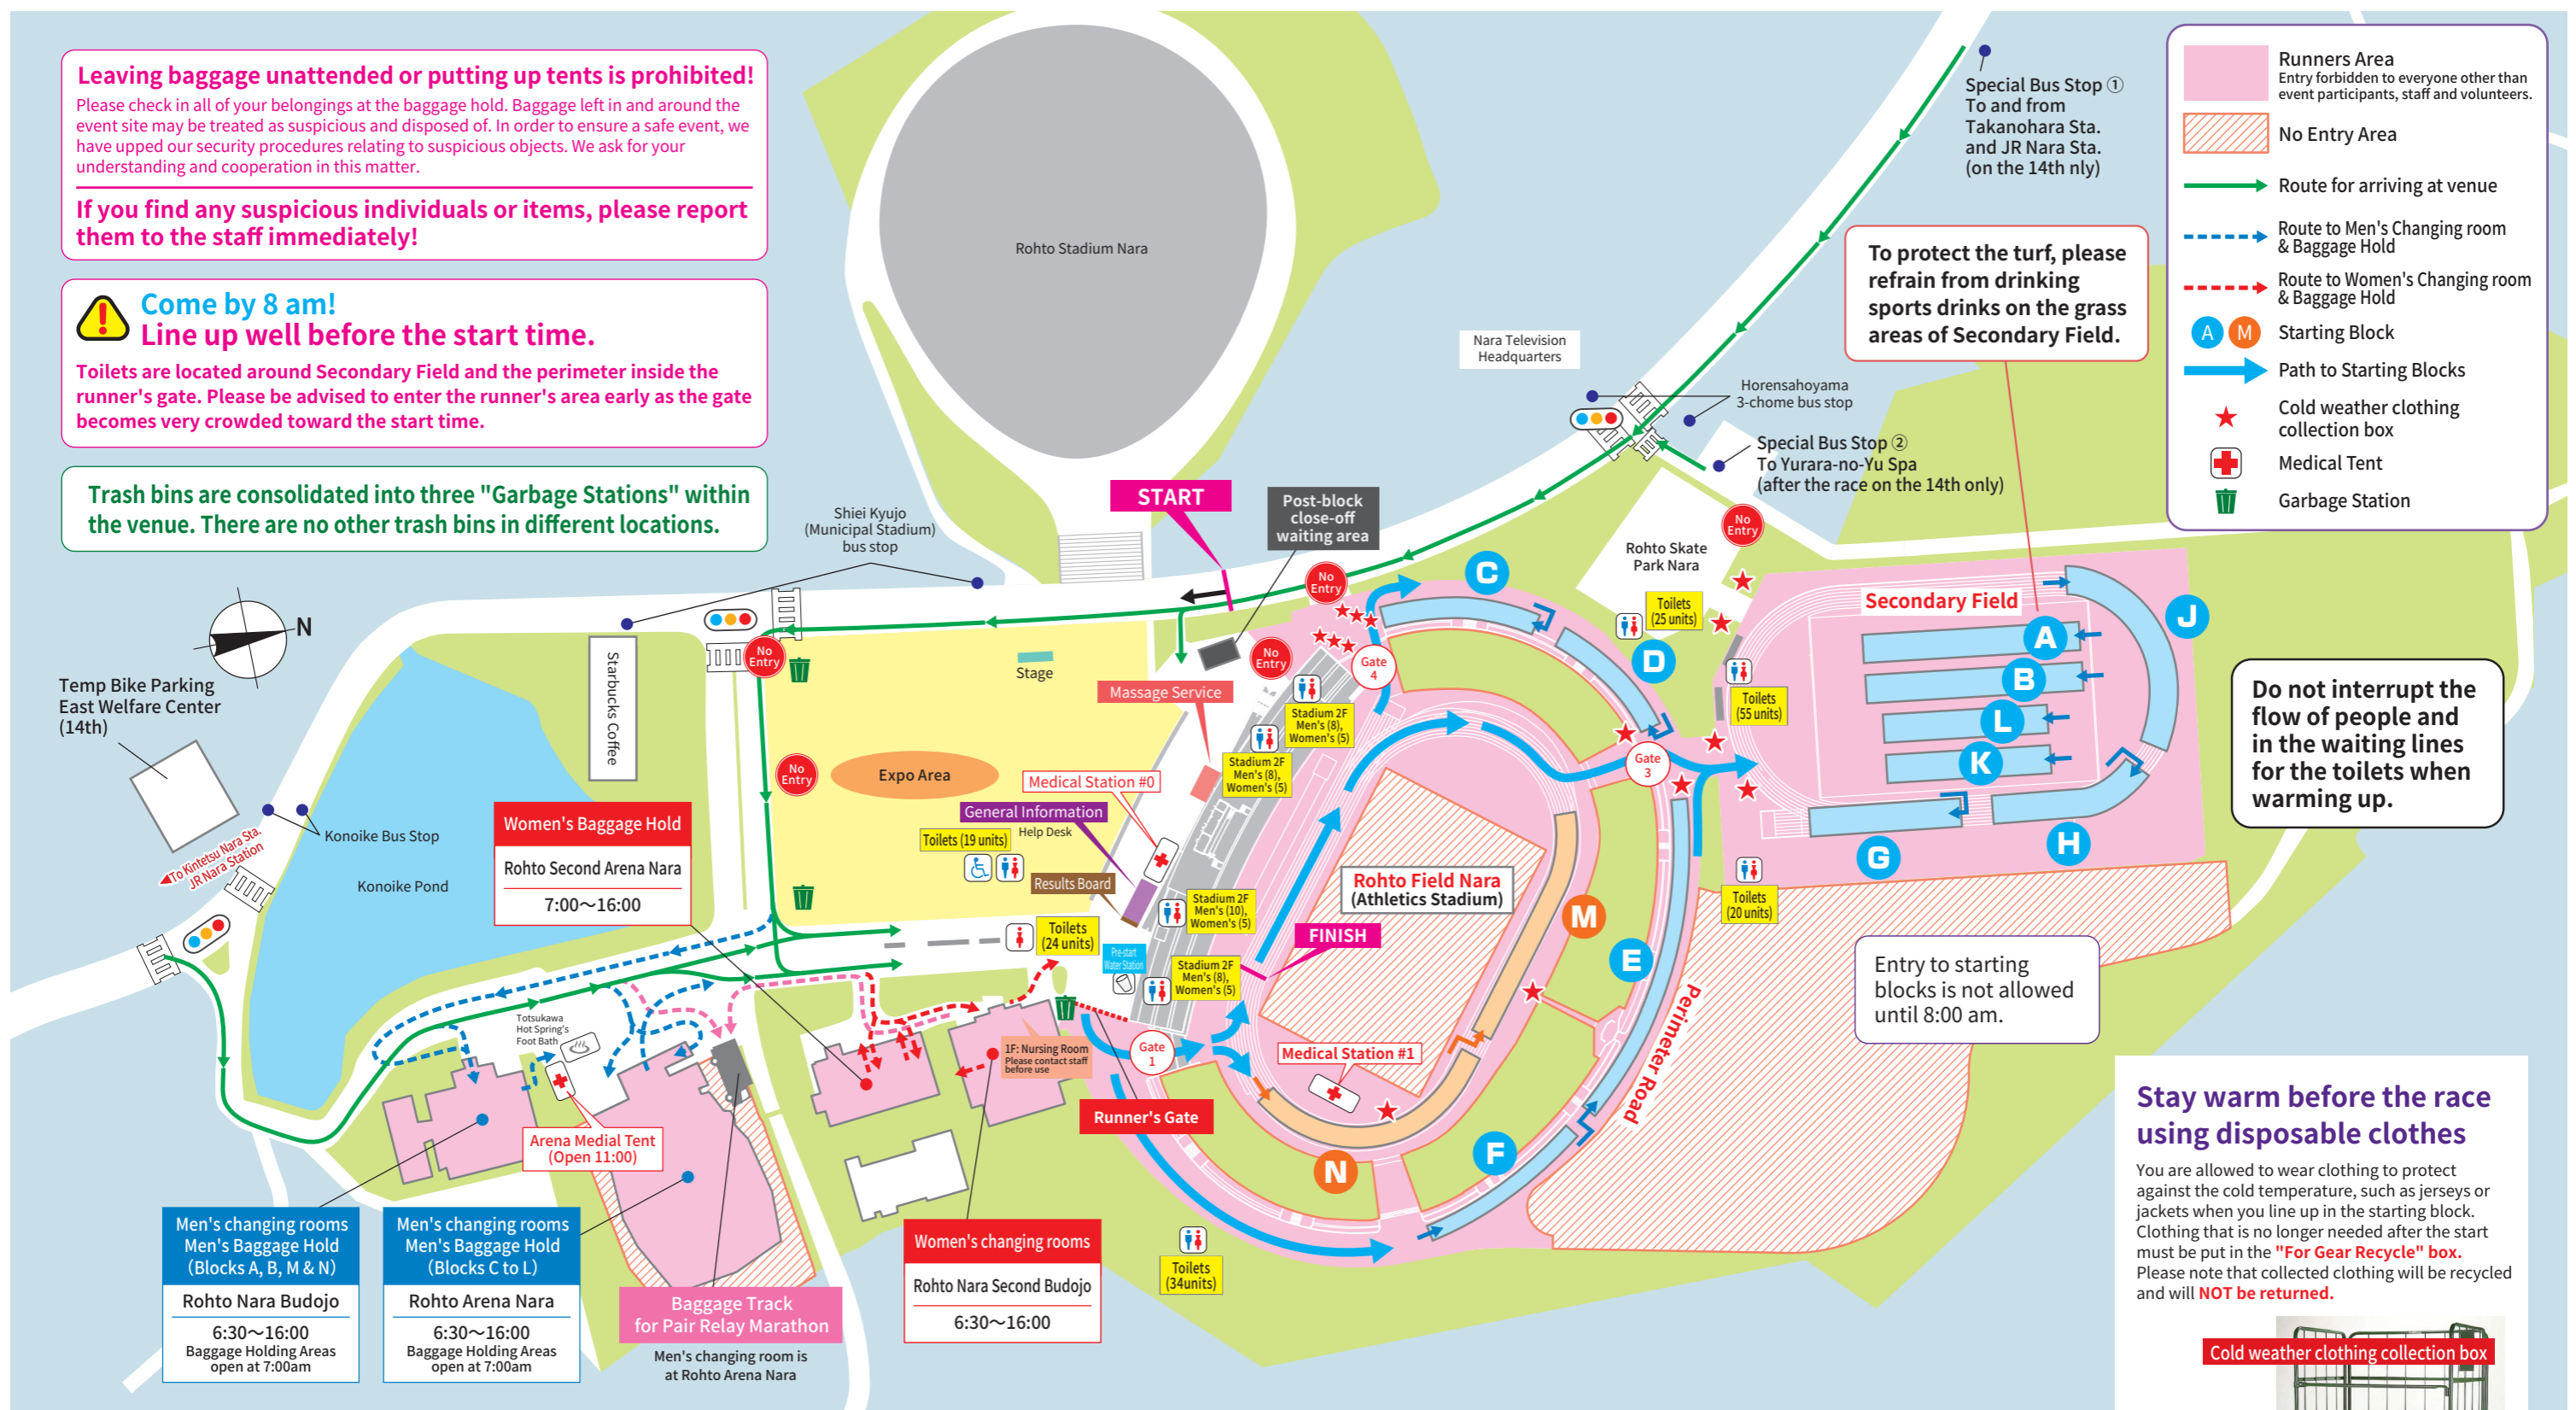 Leaving baggage unattended or putting up tents is prohibited!
Please check in all of your belongings at the baggage hold. Baggage left in and around the
event site may be treated as suspicious and disposed of. In order to ensure a safe event, we
have upped our security procedures relating to suspicious objects. We ask for your
understanding and cooperation in this matter.
If you find any suspicious individuals or items, please report
them to the staff immediately!
Come by 8 am!
Line up well before the start time.
Toilets are located around Secondary Field and the perimeter inside the
runner's gate. Please be advised to enter the runner's area early as the gate
becomes very crowded toward the start time.
Trash bins are consolidated into three "Garbage Stations" within
the venue. There are no other trash bins in different locations.
Rohto Stadium Nara
Special Bus Stop ①
To and from
Takanohara Sta.
and JR Nara Sta.
(on the 14th nly)
Runners Area
Entry forbidden to everyone other than
event participants, staff and volunteers.
No Entry Area
Route for arriving at venue
Route to Men's Changing room
& Baggage Hold
Route to Women's Changing room
& Baggage Hold
A M
Starting Block
Path to Starting Blocks
Cold weather clothing
collection box
Medical Tent
Garbage Station
To protect the turf, please
refrain from drinking
sports drinks on the grass
areas of Secondary Field.
Nara Television
Headquarters
Horensahoyama
3-chome bus stop
Special Bus Stop ②
To Yurara-no-Yu Spa
(after the race on the 14th only)
START
Post-block
close-off
waiting area
Shiei Kyujo
(Municipal Stadium)
bus stop
No
Entry
Rohto Skate
Park Nara
No
Entry
C
Toilets
(25 units)
Secondary Field
J
A
B
L
K
G
H
D
Toilets
(55 units)
Toilets
(20 units)
N
Temp Bike Parking
East Welfare Center
(14th)
Starbucks Coffee
No
Entry
No
Entry
No
Entry
Stage
Massage Service
Gate
4
Stadium 2F
Men's (8),
Women's (5)
Stadium 2F
Men's (8),
Women's (5)
Gate
3
Expo Area
Medical Station #0
General Information
Help Desk
Toilets (19 units)
Results Board
Konoike Bus Stop
To Kintetsu Nara Sta.
JR Nara Station
Konoike Pond
Women's Baggage Hold
Rohto Second Arena Nara
7:00～16:00
Rohto Field Nara
(Athletics Stadium)
Stadium 2F
Men's (10),
Women's (5)
Toilets
(24 units)
Pre-start
Water Station
Stadium 2F
Men's (8),
Women's (5)
FINISH
M
E
Perimeter Road
Do not interrupt the
flow of people and
in the waiting lines
for the toilets when
warming up.
Entry to starting
blocks is not allowed
until 8:00 am.
Totsukawa
Hot Spring's
Foot Bath
1F: Nursing Room
Please contact staff
before use
Gate
1
Medical Station #1
Runner's Gate
Arena Medial Tent
(Open 11:00)
N
F
Toilets
(34units)
Men's changing rooms
Men's Baggage Hold
(Blocks A, B, M & N)
Rohto Nara Budojo
6:30～16:00
Baggage Holding Areas
open at 7:00am
Men's changing rooms
Men's Baggage Hold
(Blocks C to L)
Rohto Arena Nara
6:30～16:00
Baggage Holding Areas
open at 7:00am
Baggage Track
for Pair Relay Marathon
Men's changing room is
at Rohto Arena Nara
Women's changing rooms
Rohto Nara Second Budojo
6:30～16:00
Stay warm before the race
using disposable clothes
You are allowed to wear clothing to protect
against the cold temperature, such as jerseys or
jackets when you line up in the starting block.
Clothing that is no longer needed after the start
must be put in the "For Gear Recycle" box.
Please note that collected clothing will be recycled
and will NOT be returned.
Cold weather clothing collection box